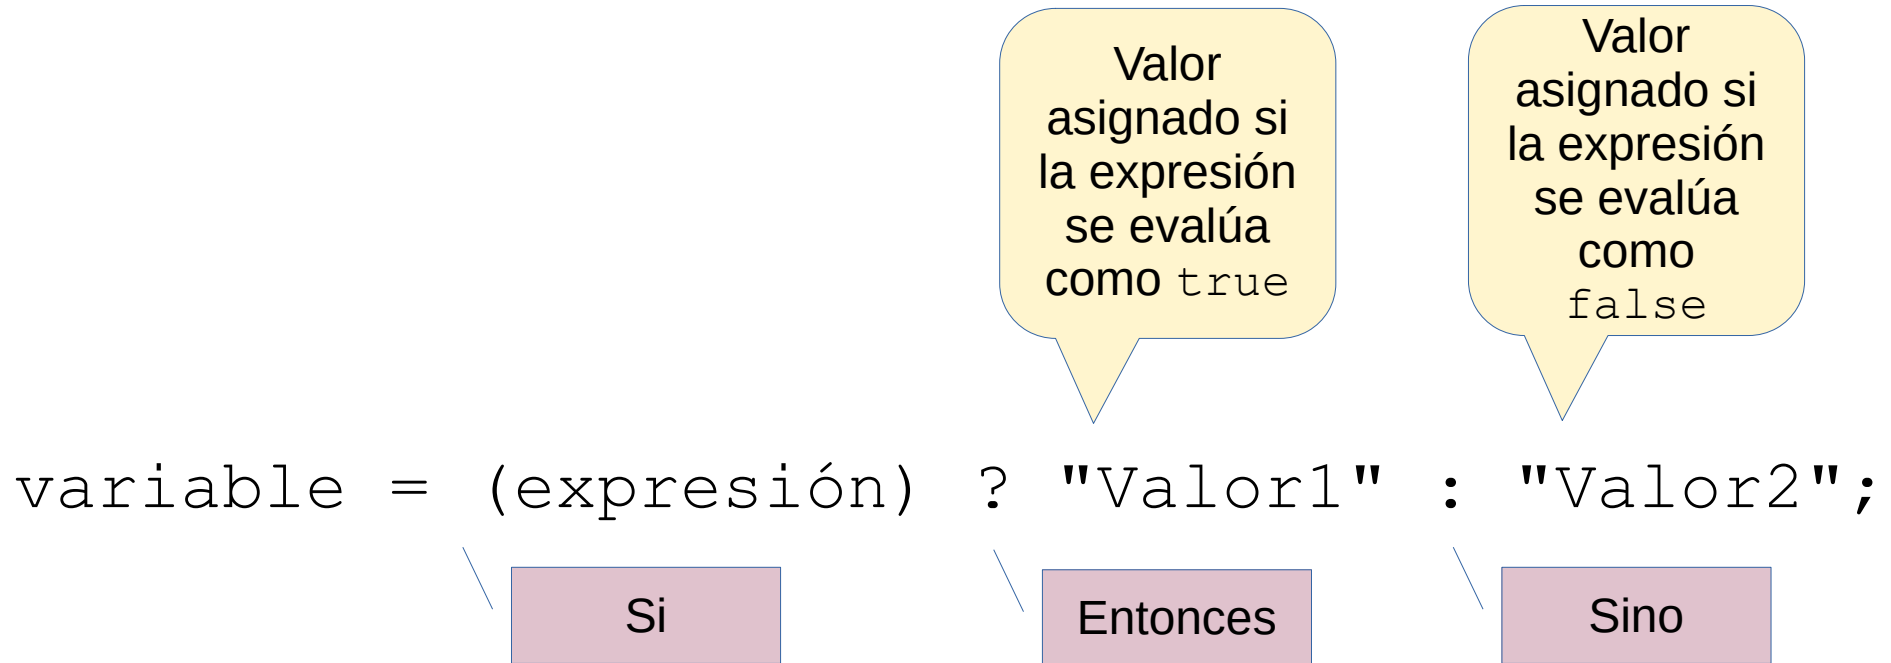 Valor
asignado si
la expresión
se evalúa
como true
Valor
asignado si
la expresión
se evalúa
como
false
variable = (expresión) ? "Valor1" : "Valor2";
Si
Entonces
Sino